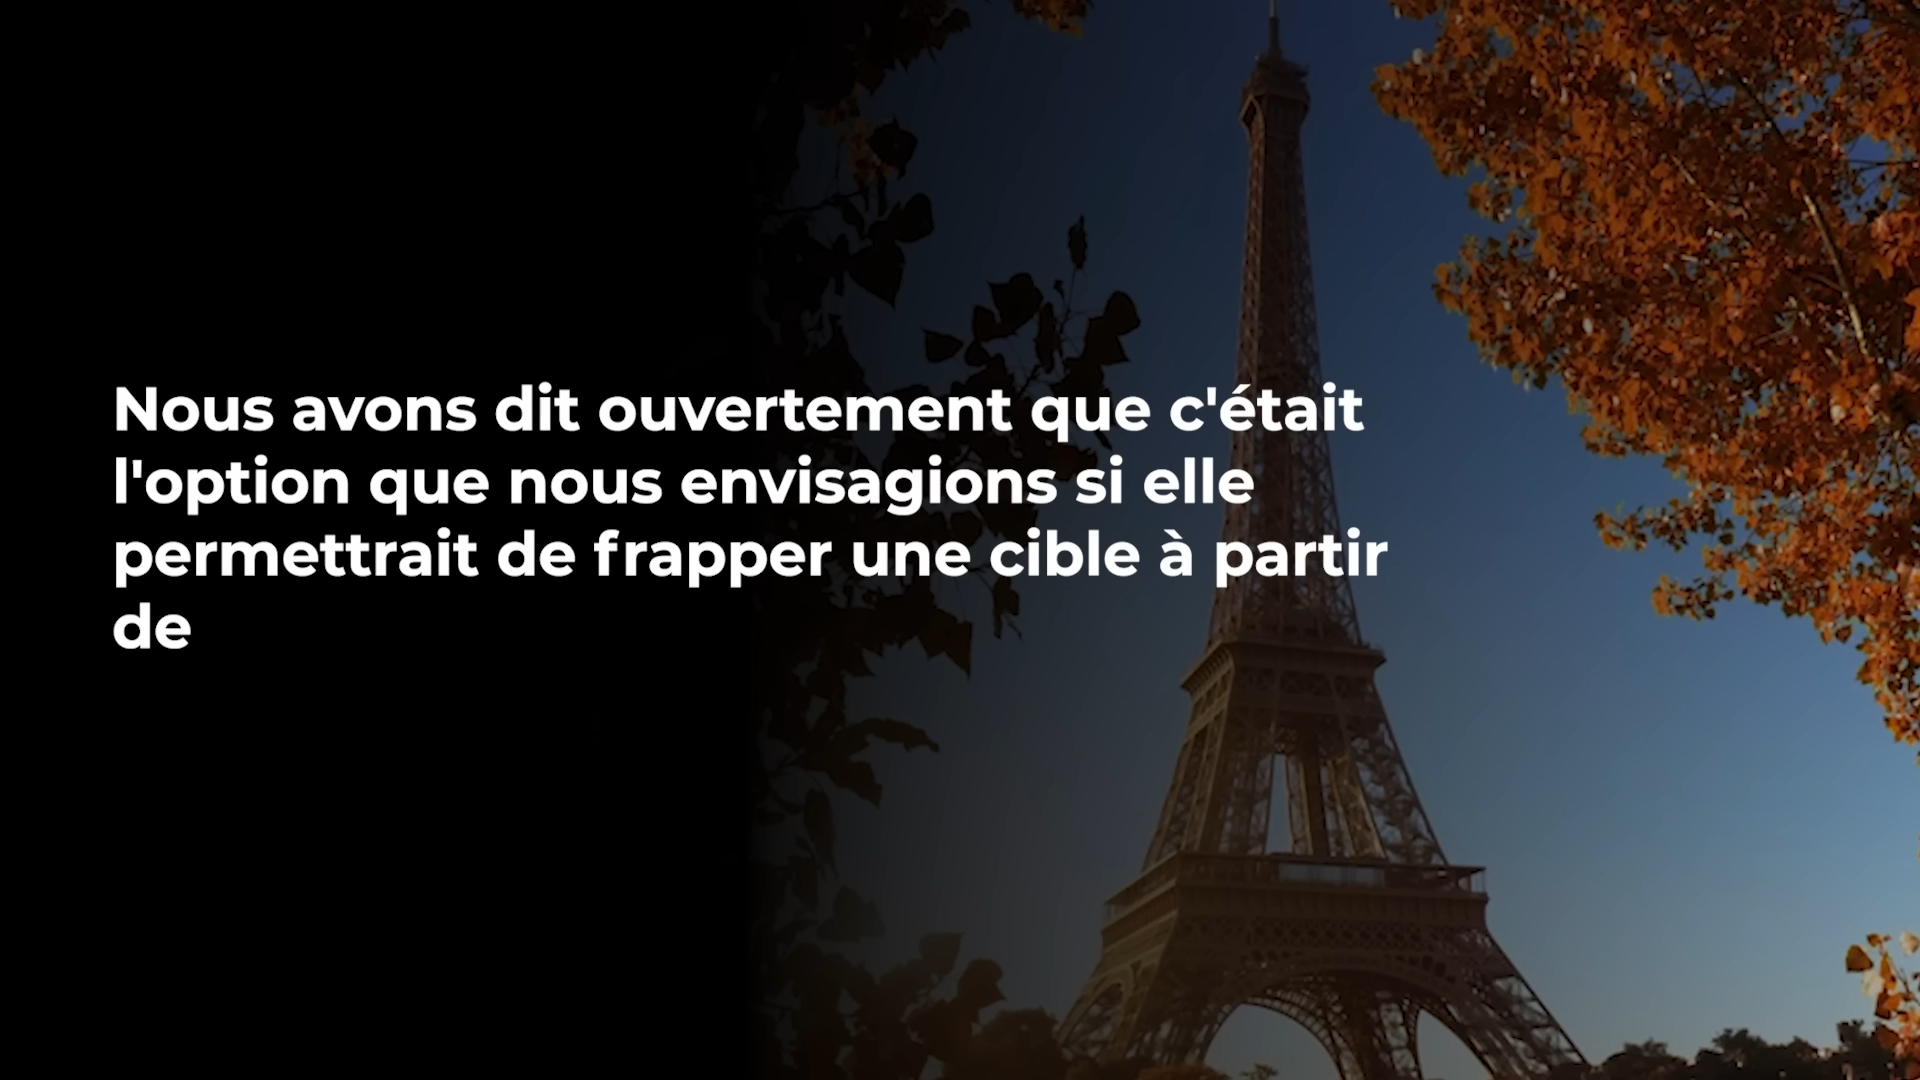 Nous avons dit ouvertement que c'était
l'option que nous envisagions si elle
permettrait de frapper une cible à partir
de